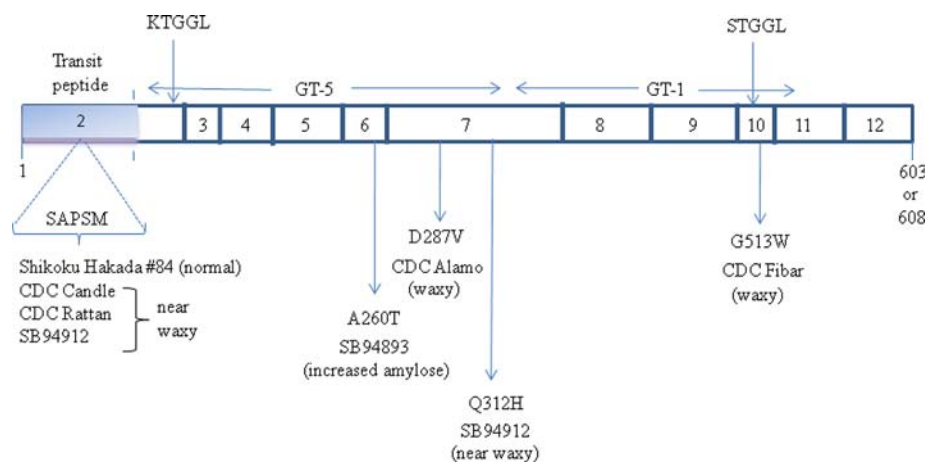 KTGGL
STGGL
Transit
peptide
GT-5
GT-1
2
3
4
5
6
7
8
9
10
11
12
1
603
or
608
SAPSM
Shikoku Hakada #84 (normal)
CDC Candle
CDC Rattan
SB94912
near
waxy
A260T
SB94893
(increased amylose)
D287V
CDC Alamo
(waxy)
Q312H
SB94912
(near waxy)
G513W
CDC Fibar
(waxy)